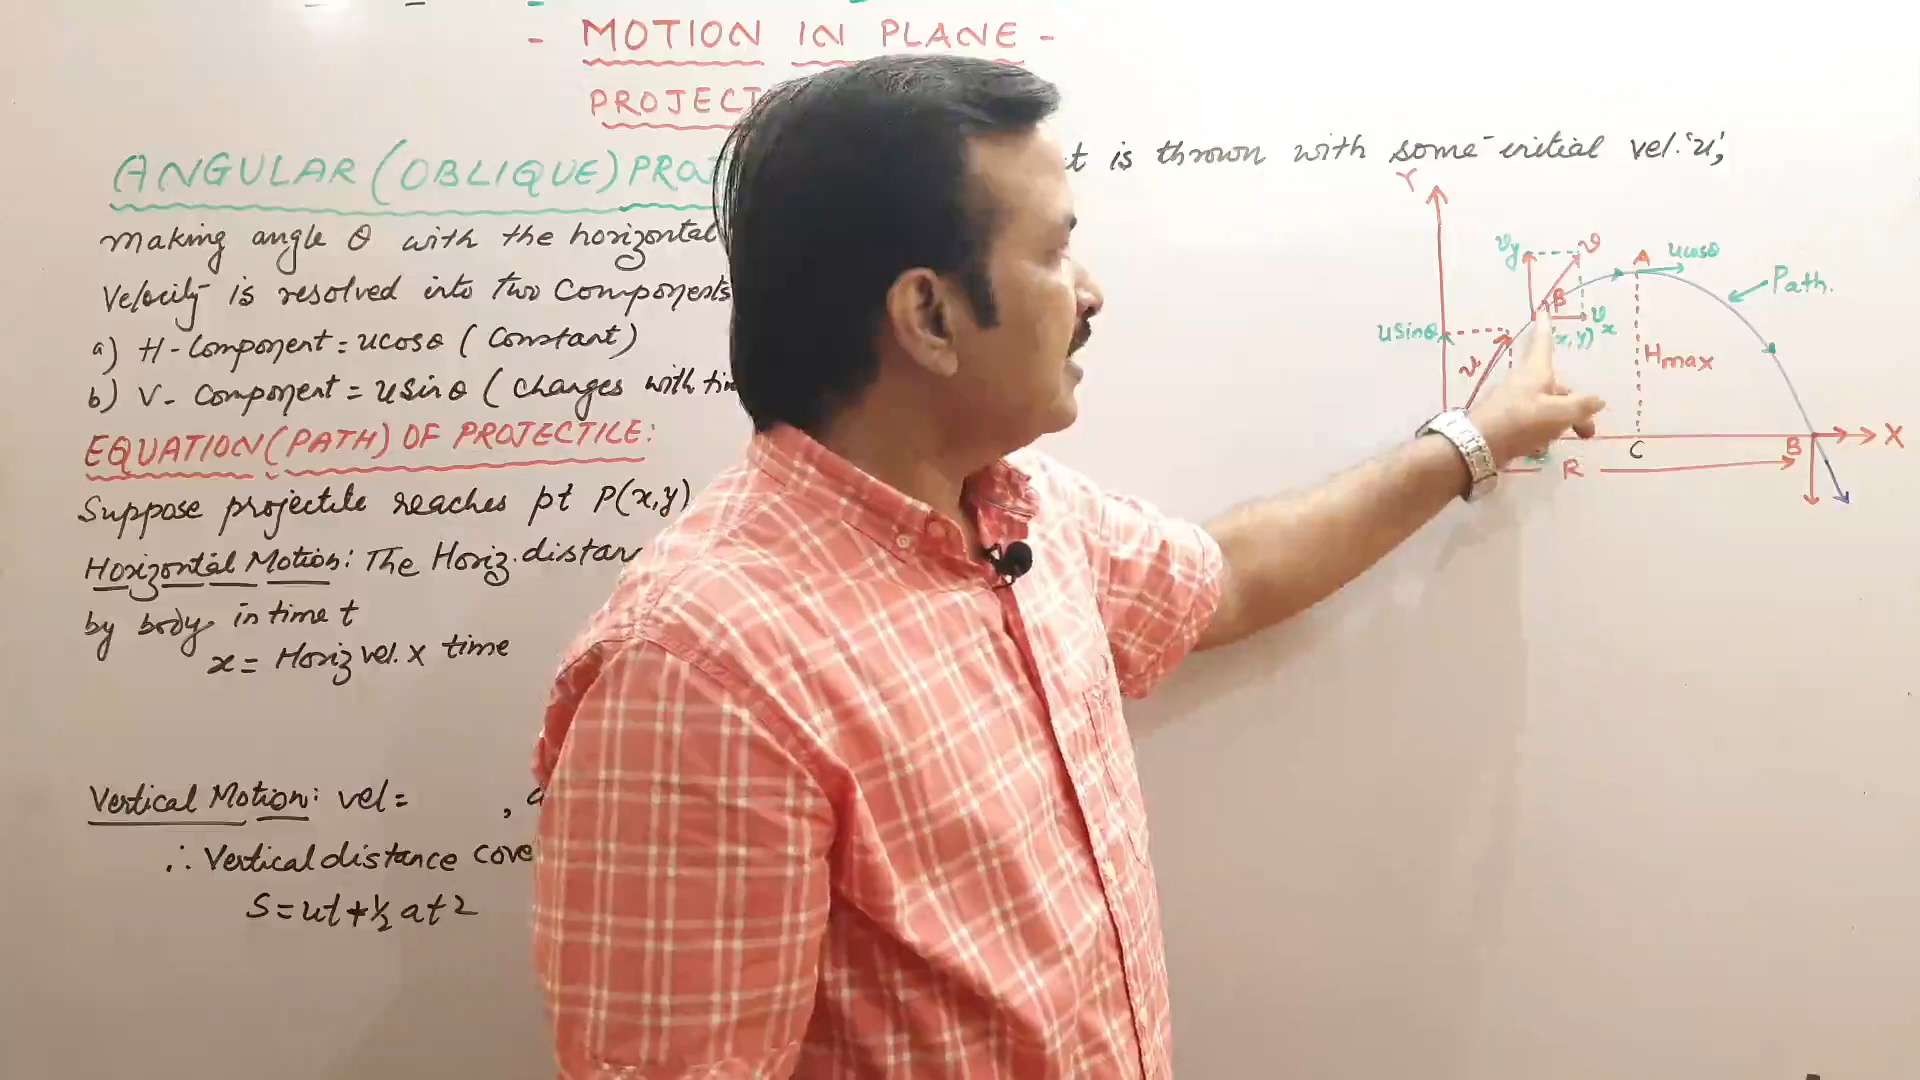 - MOTION IN PLANE -
PROJECT
ANGULAR (OBLIQUE) PROJ
t is thrown with some initial vel. 'u',
making angle θ with the horizontal
Velocity is resolved into two Components
a) H-Component = ucosθ ( Constant )
b) V- Component = usinθ ( Changes with tim
EQUATION (PATH) OF PROJECTILE:
Suppose projectile reaches pt P(x,y)
Horizontal Motion: The Horiz. distan
by body in time t
x = Horiz vel. x time
Vertical Motion: vel = ,
∴ Vertical distance cove
S = ut + ½ at2
Y
vy
v
A
ucosθ
Path.
P
vx
(x,y)
usinθ
u
Hmax
X
B
C
R